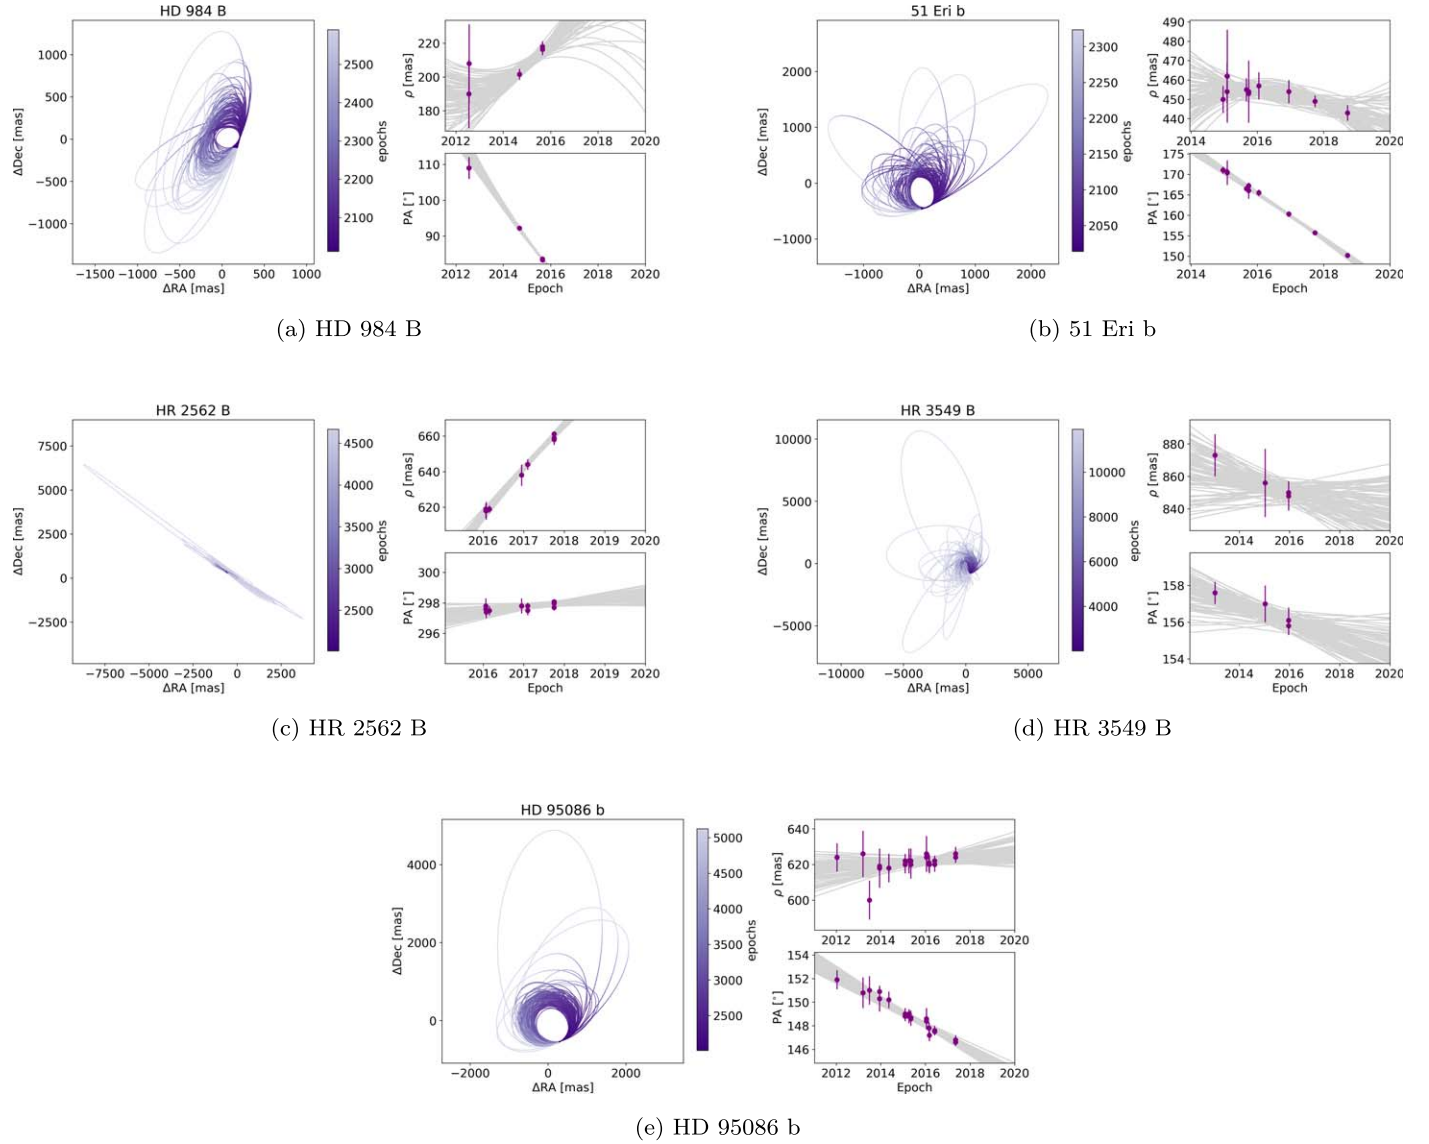 HD 984 B
ΔDec [mas]
1000
500
0
−500
−1000
−1500 −1000 −500 0 500 1000
ΔRA [mas]
2500
2400
2300
2200
2100
epochs
ρ [mas]
220
200
180
2012 2014 2016 2018 2020
PA [°]
110
100
90
2012 2014 2016 2018 2020
Epoch
(a) HD 984 B
51 Eri b
ΔDec [mas]
2000
1000
0
−1000
−1000 0 1000 2000
ΔRA [mas]
2300
2250
2200
2150
2100
2050
epochs
ρ [mas]
490
480
470
460
450
440
2014 2016 2018 2020
PA [°]
175
170
165
160
155
150
2014 2016 2018 2020
Epoch
(b) 51 Eri b
HR 2562 B
ΔDec [mas]
7500
5000
2500
0
−2500
−7500 −5000 −2500 0 2500
ΔRA [mas]
4500
4000
3500
3000
2500
epochs
ρ [mas]
660
640
620
2016 2017 2018 2019 2020
PA [°]
300
298
296
2016 2017 2018 2019 2020
Epoch
(c) HR 2562 B
HR 3549 B
ΔDec [mas]
10000
5000
0
−5000
−10000 −5000 0 5000
ΔRA [mas]
10000
8000
6000
4000
epochs
ρ [mas]
880
860
840
2014 2016 2018 2020
PA [°]
158
156
154
2014 2016 2018 2020
Epoch
(d) HR 3549 B
HD 95086 b
ΔDec [mas]
4000
2000
0
−2000 0 2000
ΔRA [mas]
5000
4500
4000
3500
3000
2500
epochs
ρ [mas]
640
620
600
2012 2014 2016 2018 2020
PA [°]
154
152
150
148
146
2012 2014 2016 2018 2020
Epoch
(e) HD 95086 b